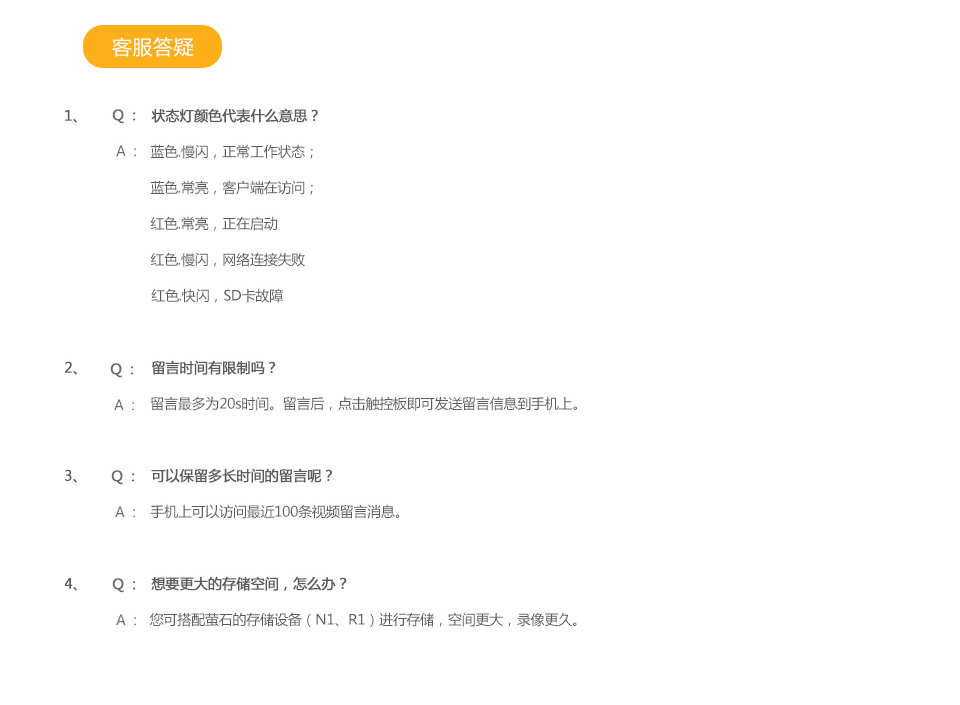 客服答疑
1、 Q： 状态灯颜色代表什么意思？
A： 蓝色.慢闪，正常工作状态；
蓝色.常亮，客户端在访问；
红色.常亮，正在启动
红色.慢闪，网络连接失败
红色.快闪，SD卡故障
2、 Q： 留言时间有限制吗？
A： 留言最多为20s时间。留言后，点击触控板即可发送留言信息到手机上。
3、 Q： 可以保留多长时间的留言呢？
A： 手机上可以访问最近100条视频留言消息。
4、 Q： 想要更大的存储空间，怎么办？
A： 您可搭配萤石的存储设备（N1、R1）进行存储，空间更大，录像更久。